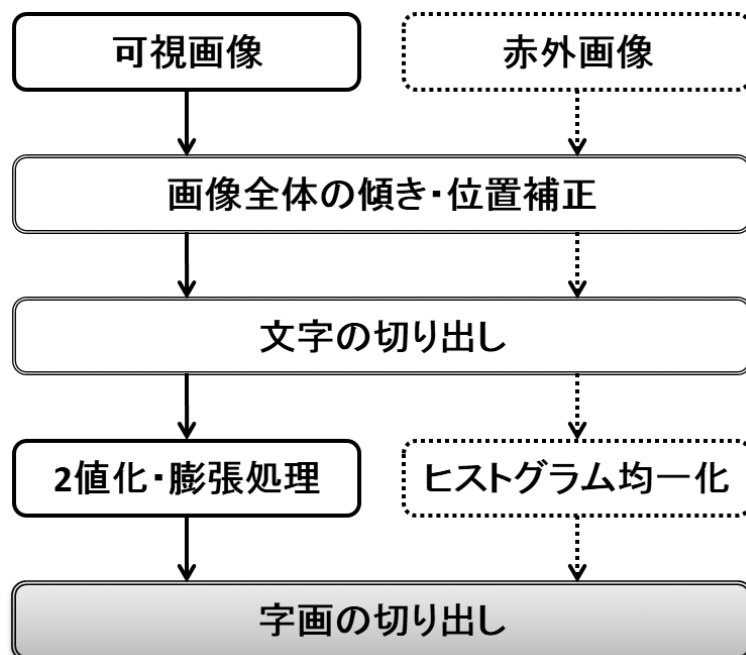 可視画像
赤外画像
画像全体の傾き・位置補正
文字の切り出し
2値化・膨張処理
ヒストグラム均一化
字画の切り出し